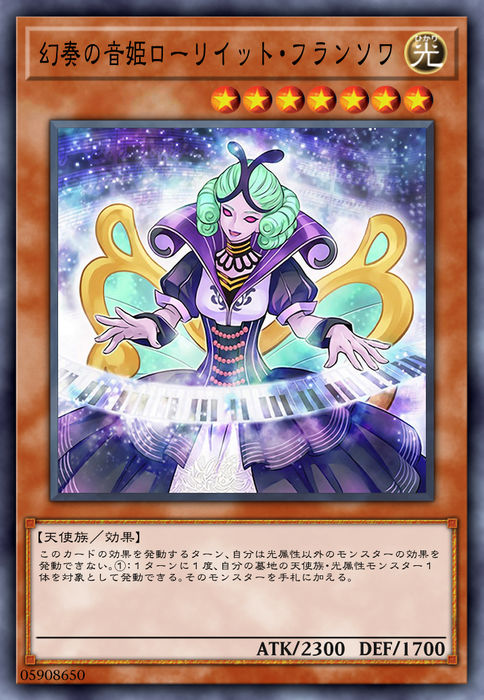 幻奏の音姫ローリイット・フランソワ
ひかり
光
【天使族／効果】
このカードの効果を発動するターン、自分は光属性以外のモンスターの効果を
発動できない。①：１ターンに１度、自分の墓地の天使族・光属性モンスター１
体を対象として発動できる。そのモンスターを手札に加える。
ATK/2300 DEF/1700
05908650